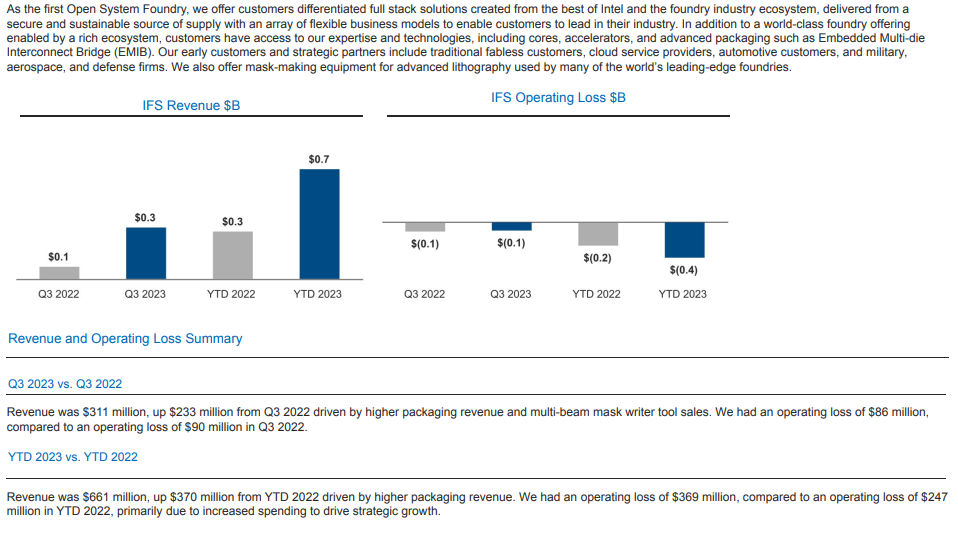 As the first Open System Foundry, we offer customers differentiated full stack solutions created from the best of Intel and the foundry industry ecosystem, delivered from a
secure and sustainable source of supply with an array of flexible business models to enable customers to lead in their industry. In addition to a world-class foundry offering
enabled by a rich ecosystem, customers have access to our expertise and technologies, including cores, accelerators, and advanced packaging such as Embedded Multi-die
Interconnect Bridge (EMIB). Our early customers and strategic partners include traditional fabless customers, cloud service providers, automotive customers, and military,
aerospace, and defense firms. We also offer mask-making equipment for advanced lithography used by many of the world's leading-edge foundries.
IFS Revenue $B
$0.1
$0.3
$0.3
$0.7
Q3 2022
Q3 2023
YTD 2022
YTD 2023
IFS Operating Loss $B
$(0.1)
$(0.1)
$(0.2)
$(0.4)
Q3 2022
Q3 2023
YTD 2022
YTD 2023
Revenue and Operating Loss Summary
Q3 2023 vs. Q3 2022
Revenue was $311 million, up $233 million from Q3 2022 driven by higher packaging revenue and multi-beam mask writer tool sales. We had an operating loss of $86 million,
compared to an operating loss of $90 million in Q3 2022.
YTD 2023 vs. YTD 2022
Revenue was $661 million, up $370 million from YTD 2022 driven by higher packaging revenue. We had an operating loss of $369 million, compared to an operating loss of $247
million in YTD 2022, primarily due to increased spending to drive strategic growth.